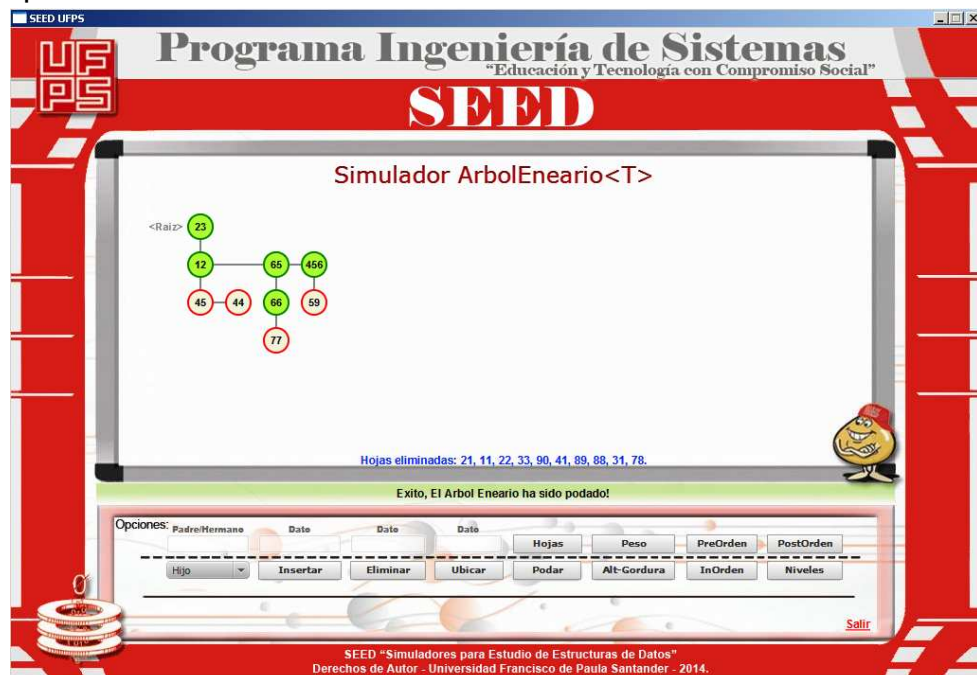 SEED UFPS
UF
PS
Programa Ingeniería de Sistemas
“Educación y Tecnología con Compromiso Social”
SEED
Simulador ArbolEneario<T>
<Raiz> 23
12 65 456
45 44 66 59
77
Hojas eliminadas: 21, 11, 22, 33, 90, 41, 89, 88, 31, 78.
Exito, El Arbol Eneario ha sido podado!
Opciones:
Padre/Hermano Dato Dato Dato
Hojas Peso PreOrden PostOrden
Hijo Insertar Eliminar Ubicar Podar Alt-Gordura InOrden Niveles
Salir
SEED “Simuladores para Estudio de Estructuras de Datos”
Derechos de Autor - Universidad Francisco de Paula Santander - 2014.